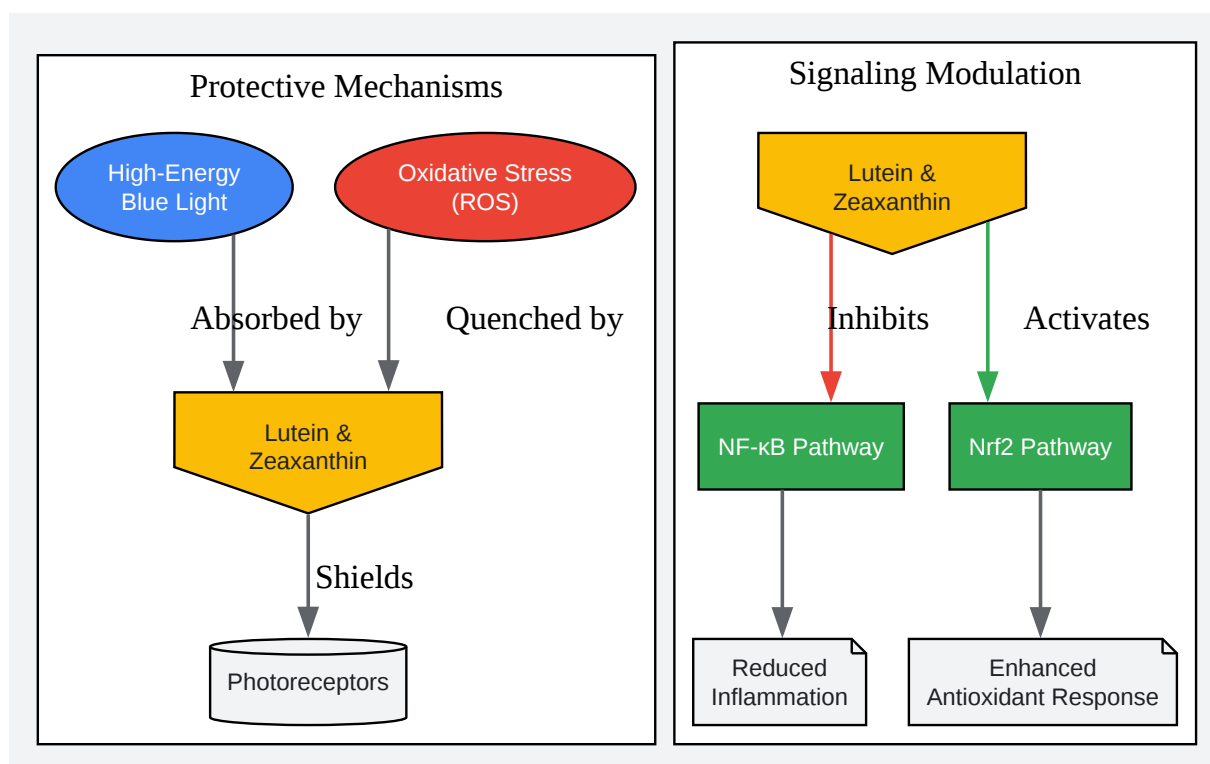 Protective Mechanisms
High-Energy
Blue Light
Oxidative Stress
(ROS)
Absorbed by
Quenched by
Lutein &
Zeaxanthin
Shields
Photoreceptors
Signaling Modulation
Lutein &
Zeaxanthin
Inhibits
Activates
NF-κB Pathway
Nrf2 Pathway
Reduced
Inflammation
Enhanced
Antioxidant Response